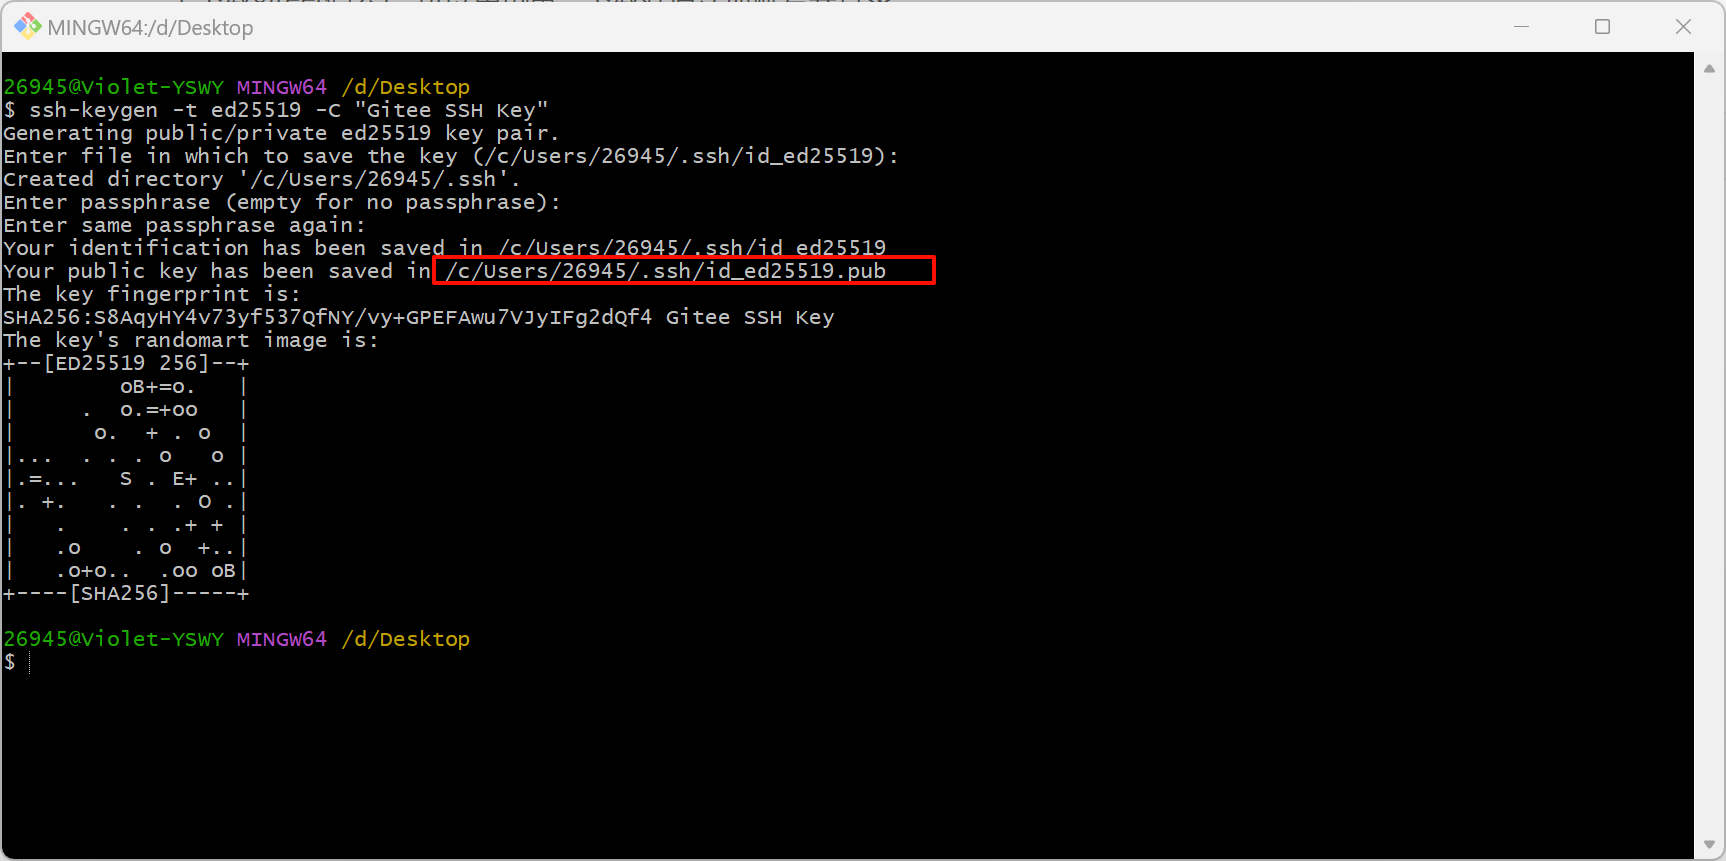 MINGW64:/d/Desktop
26945@Violet-YSWY MINGW64 /d/Desktop
$ ssh-keygen -t ed25519 -C "Gitee SSH Key"
Generating public/private ed25519 key pair.
Enter file in which to save the key (/c/Users/26945/.ssh/id_ed25519):
Created directory '/c/Users/26945/.ssh'.
Enter passphrase (empty for no passphrase):
Enter same passphrase again:
Your identification has been saved in /c/Users/26945/.ssh/id_ed25519
Your public key has been saved in /c/Users/26945/.ssh/id_ed25519.pub
The key fingerprint is:
SHA256:S8AqyHY4v73yf537QfNY/vy+GPEFAwu7VJyIFg2dQf4 Gitee SSH Key
The key's randomart image is:
+--[ED25519 256]--+
|        oB+=o.   |
|     .  o.=+oo   |
|      o.  + . o  |
|...  . . . o   o |
|.=...   S . E+ ..|
|. +.   . .  . O .|
|   .    . . .+ + |
|   .o    . o  +..|
|   .o+o..  .oo oB|
+----[SHA256]-----+
26945@Violet-YSWY MINGW64 /d/Desktop
$